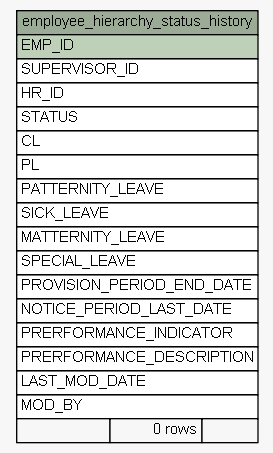 employee_hierarchy_status_history
EMP_ID
SUPERVISOR_ID
HR_ID
STATUS
CL
PL
PATTERNITY_LEAVE
SICK_LEAVE
MATTERNITY_LEAVE
SPECIAL_LEAVE
PROVISION_PERIOD_END_DATE
NOTICE_PERIOD_LAST_DATE
PRERFORMANCE_INDICATOR
PRERFORMANCE_DESCRIPTION
LAST_MOD_DATE
MOD_BY
0 rows